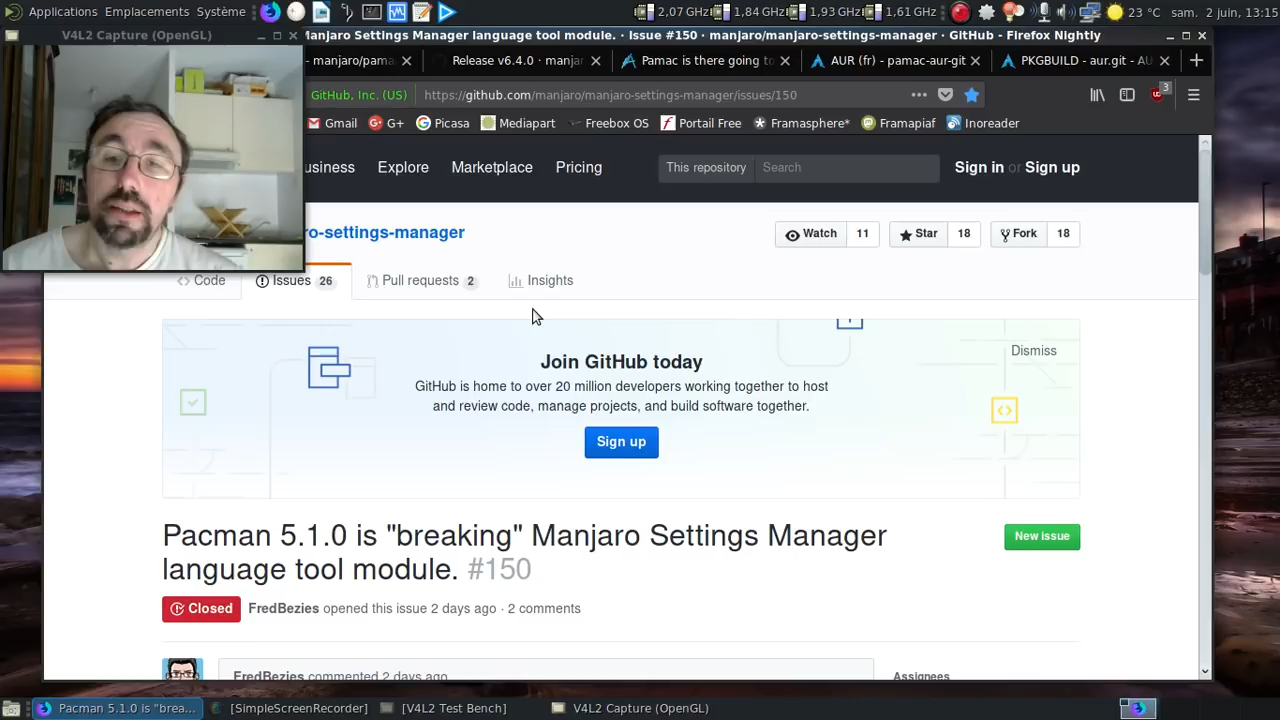 Applications Emplacements Système 2,07 GHz 1,84 GHz 1,93 GHz 1,61 GHz 23 °C sam. 2 juin, 13:15
V4L2 Capture (OpenGL)
Manjaro Settings Manager language tool module. · Issue #150 · manjaro/manjaro-settings-manager · GitHub - Firefox Nightly
- manjaro/pama
Release v6.4.0 · manjar
Pamac is there going to
AUR (fr) - pamac-aur-git
PKGBUILD - aur.git - AU
GitHub, Inc. (US) https://github.com/manjaro/manjaro-settings-manager/issues/150
3
Gmail G+ Picasa Mediapart Freebox OS Portail Free Framasphère* Framapiaf Inoreader
usiness Explore Marketplace Pricing This repository Search Sign in or Sign up
ro-settings-manager
Watch 11 Star 18 Fork 18
Code Issues 26 Pull requests 2 Insights
Join GitHub today
Dismiss
GitHub is home to over 20 million developers working together to host
and review code, manage projects, and build software together.
Sign up
Pacman 5.1.0 is "breaking" Manjaro Settings Manager
language tool module. #150
New issue
Closed FredBezies opened this issue 2 days ago · 2 comments
FredBezies commented 2 days ago
Assignees
Pacman 5.1.0 is "brea... [SimpleScreenRecorder] [V4L2 Test Bench] V4L2 Capture (OpenGL)